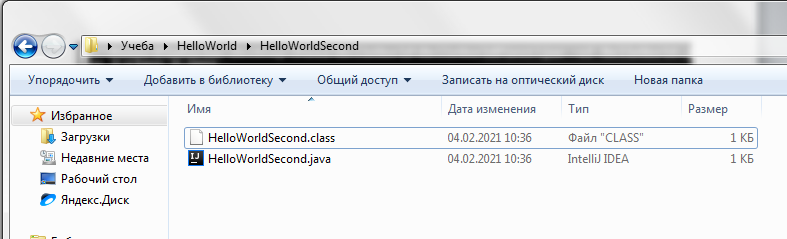 Учеба HelloWorld HelloWorldSecond
Упорядочить Добавить в библиотеку Общий доступ Записать на оптический диск Новая папка
Избранное
Загрузки
Недавние места
Рабочий стол
Яндекс.Диск
Имя Дата изменения Тип Размер
HelloWorldSecond.class 04.02.2021 10:36 Файл "CLASS" 1 КБ
HelloWorldSecond.java 04.02.2021 10:36 IntelliJ IDEA 1 КБ